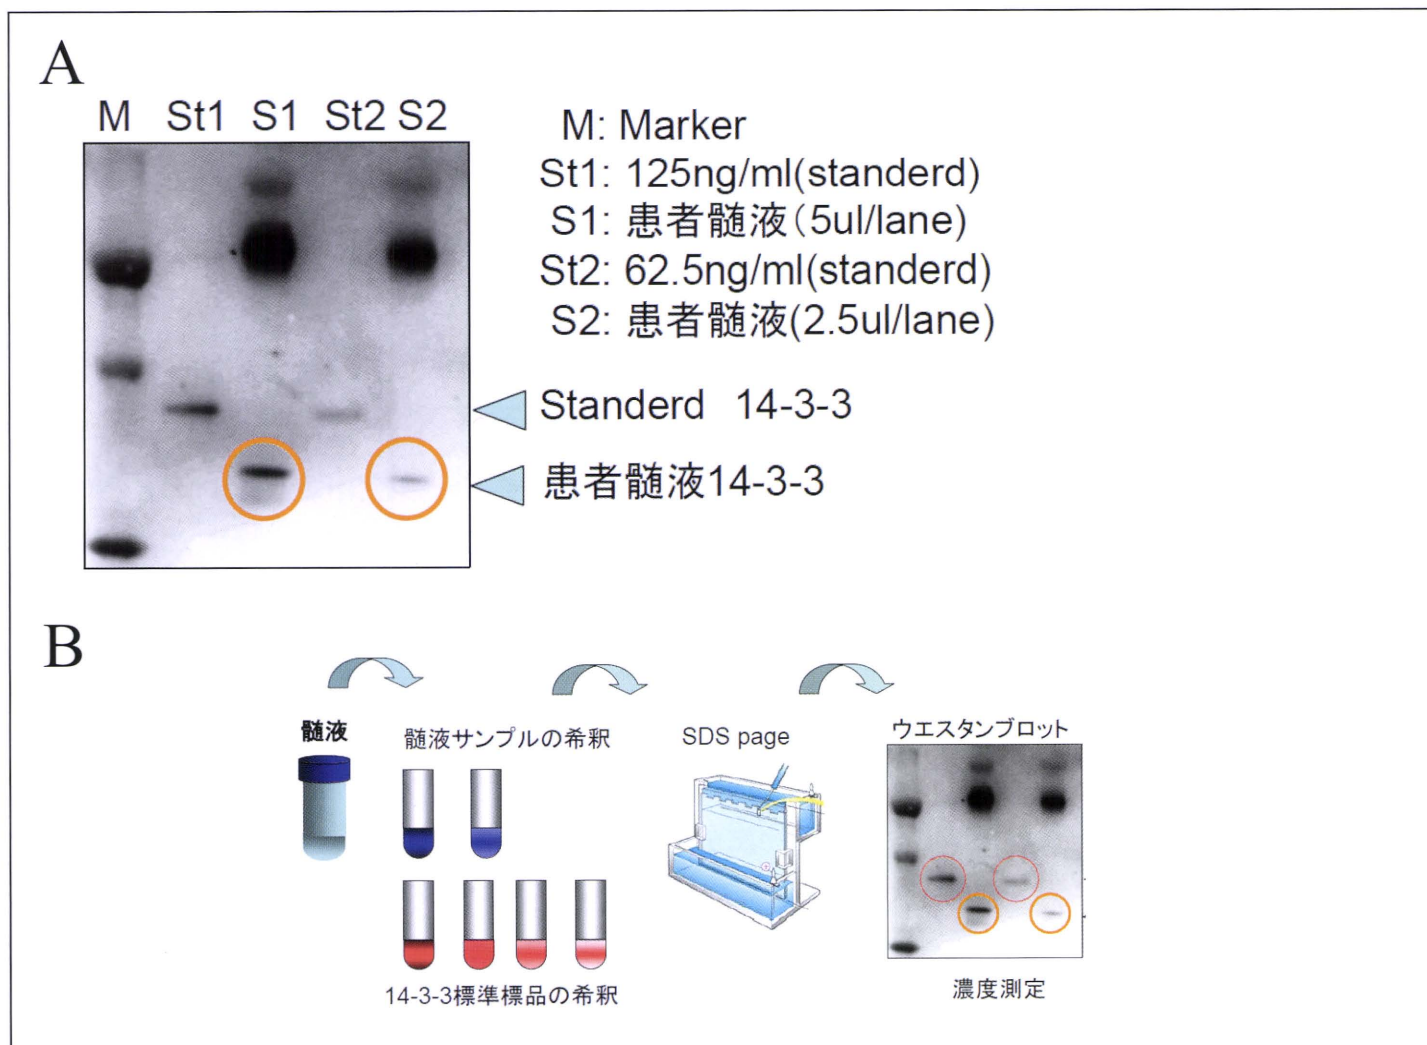 A
M St1 S1 St2 S2
M: Marker
St1: 125ng/ml(standerd)
S1: 患者髄液(5ul/lane)
St2: 62.5ng/ml(standerd)
S2: 患者髄液(2.5ul/lane)
Standerd 14-3-3
患者髄液14-3-3
B
髄液
髄液サンプルの希釈
SDS page
ウエスタンブロット
14-3-3標準標品の希釈
濃度測定